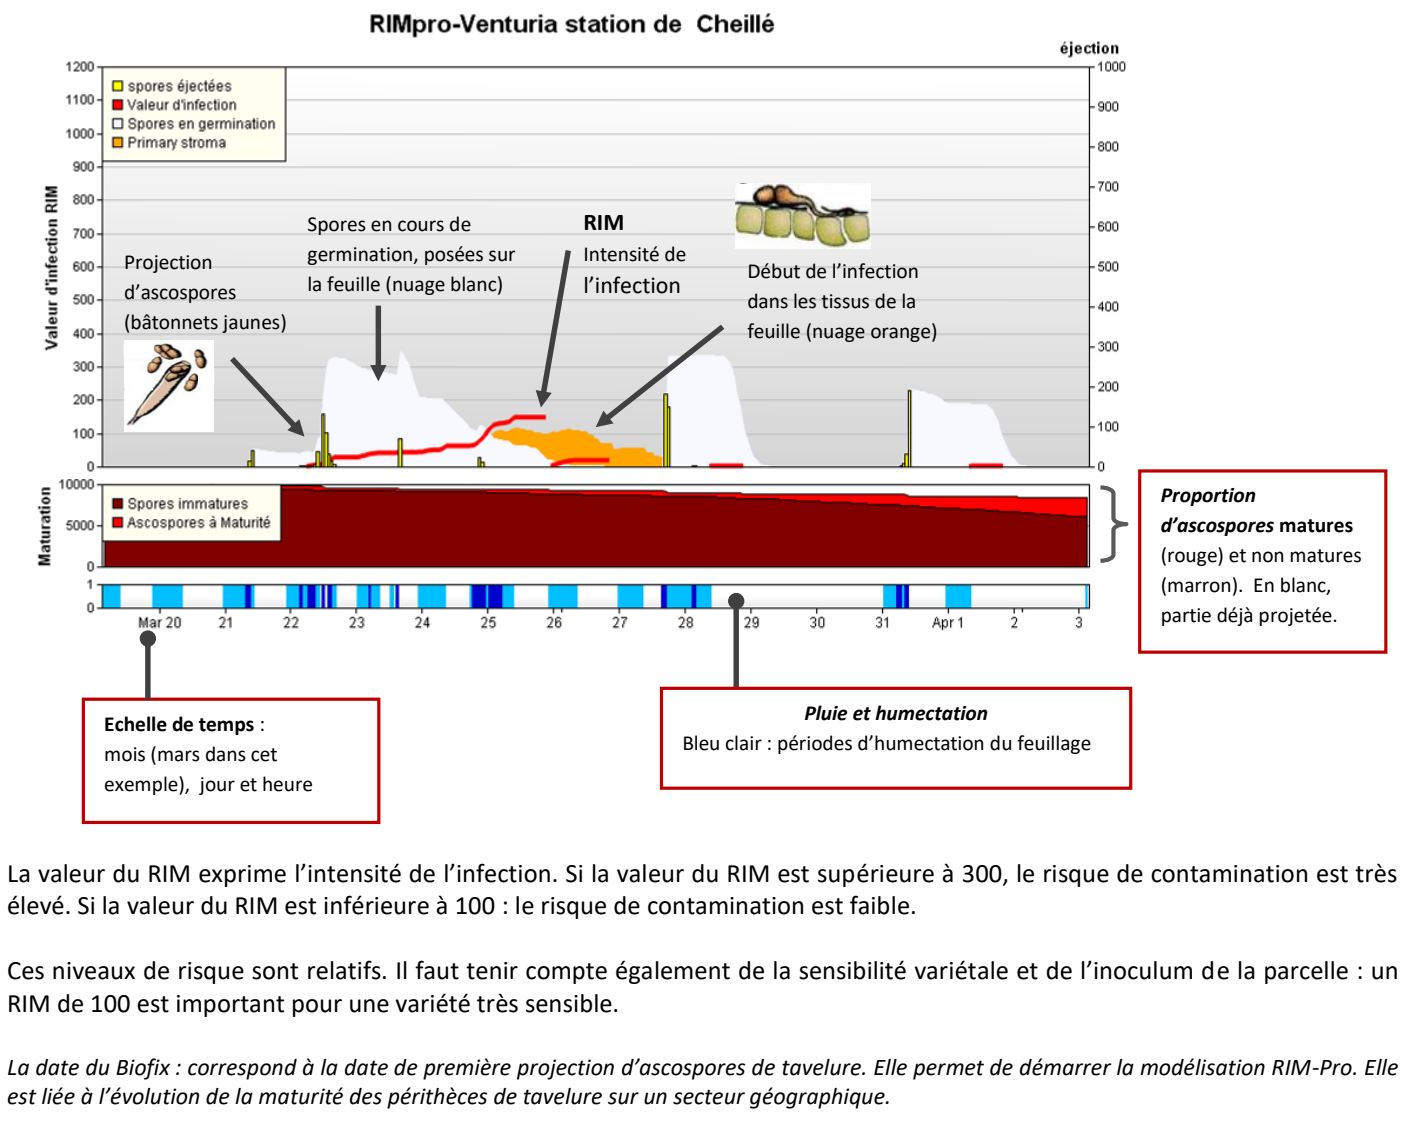 RIMpro-Venturia station de Cheillé
éjection
Valeur d'infection RIM
1200
1100
1000
900
800
700
600
500
400
300
200
100
0
1000
900
800
700
600
500
400
300
200
100
0
spores éjectées
Valeur d'infection
Spores en germination
Primary stroma
Projection
d'ascospores
(bâtonnets jaunes)
Spores en cours de
germination, posées sur
la feuille (nuage blanc)
RIM
Intensité de
l'infection
Début de l'infection
dans les tissus de la
feuille (nuage orange)
Maturation
10000
5000
0
Spores immatures
Ascospores à Maturité
1
0
Mar 20 21 22 23 24 25 26 27 28 29 30 31 Apr 1 2 3
Proportion
d'ascospores matures
(rouge) et non matures
(marron). En blanc,
partie déjà projetée.
Echelle de temps :
mois (mars dans cet
exemple), jour et heure
Pluie et humectation
Bleu clair : périodes d'humectation du feuillage
La valeur du RIM exprime l'intensité de l'infection. Si la valeur du RIM est supérieure à 300, le risque de contamination est très
élevé. Si la valeur du RIM est inférieure à 100 : le risque de contamination est faible.
Ces niveaux de risque sont relatifs. Il faut tenir compte également de la sensibilité variétale et de l'inoculum de la parcelle : un
RIM de 100 est important pour une variété très sensible.
La date du Biofix : correspond à la date de première projection d'ascospores de tavelure. Elle permet de démarrer la modélisation RIM-Pro. Elle
est liée à l'évolution de la maturité des périthèces de tavelure sur un secteur géographique.